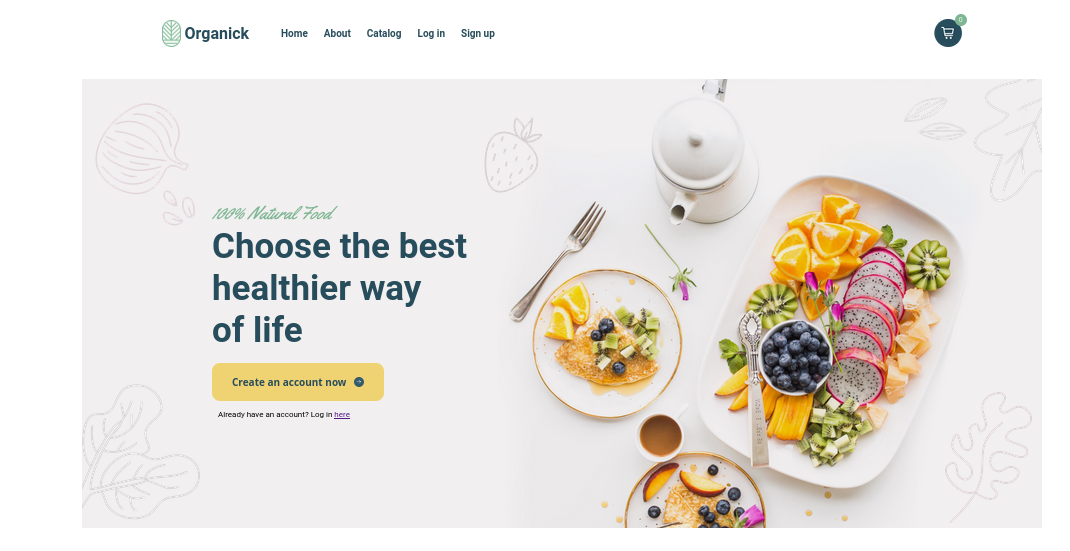 Organick
Home About Catalog Log in Sign up
0
100% Natural Food
Choose the best
healthier way
of life
Create an account now
Already have an account? Log in here